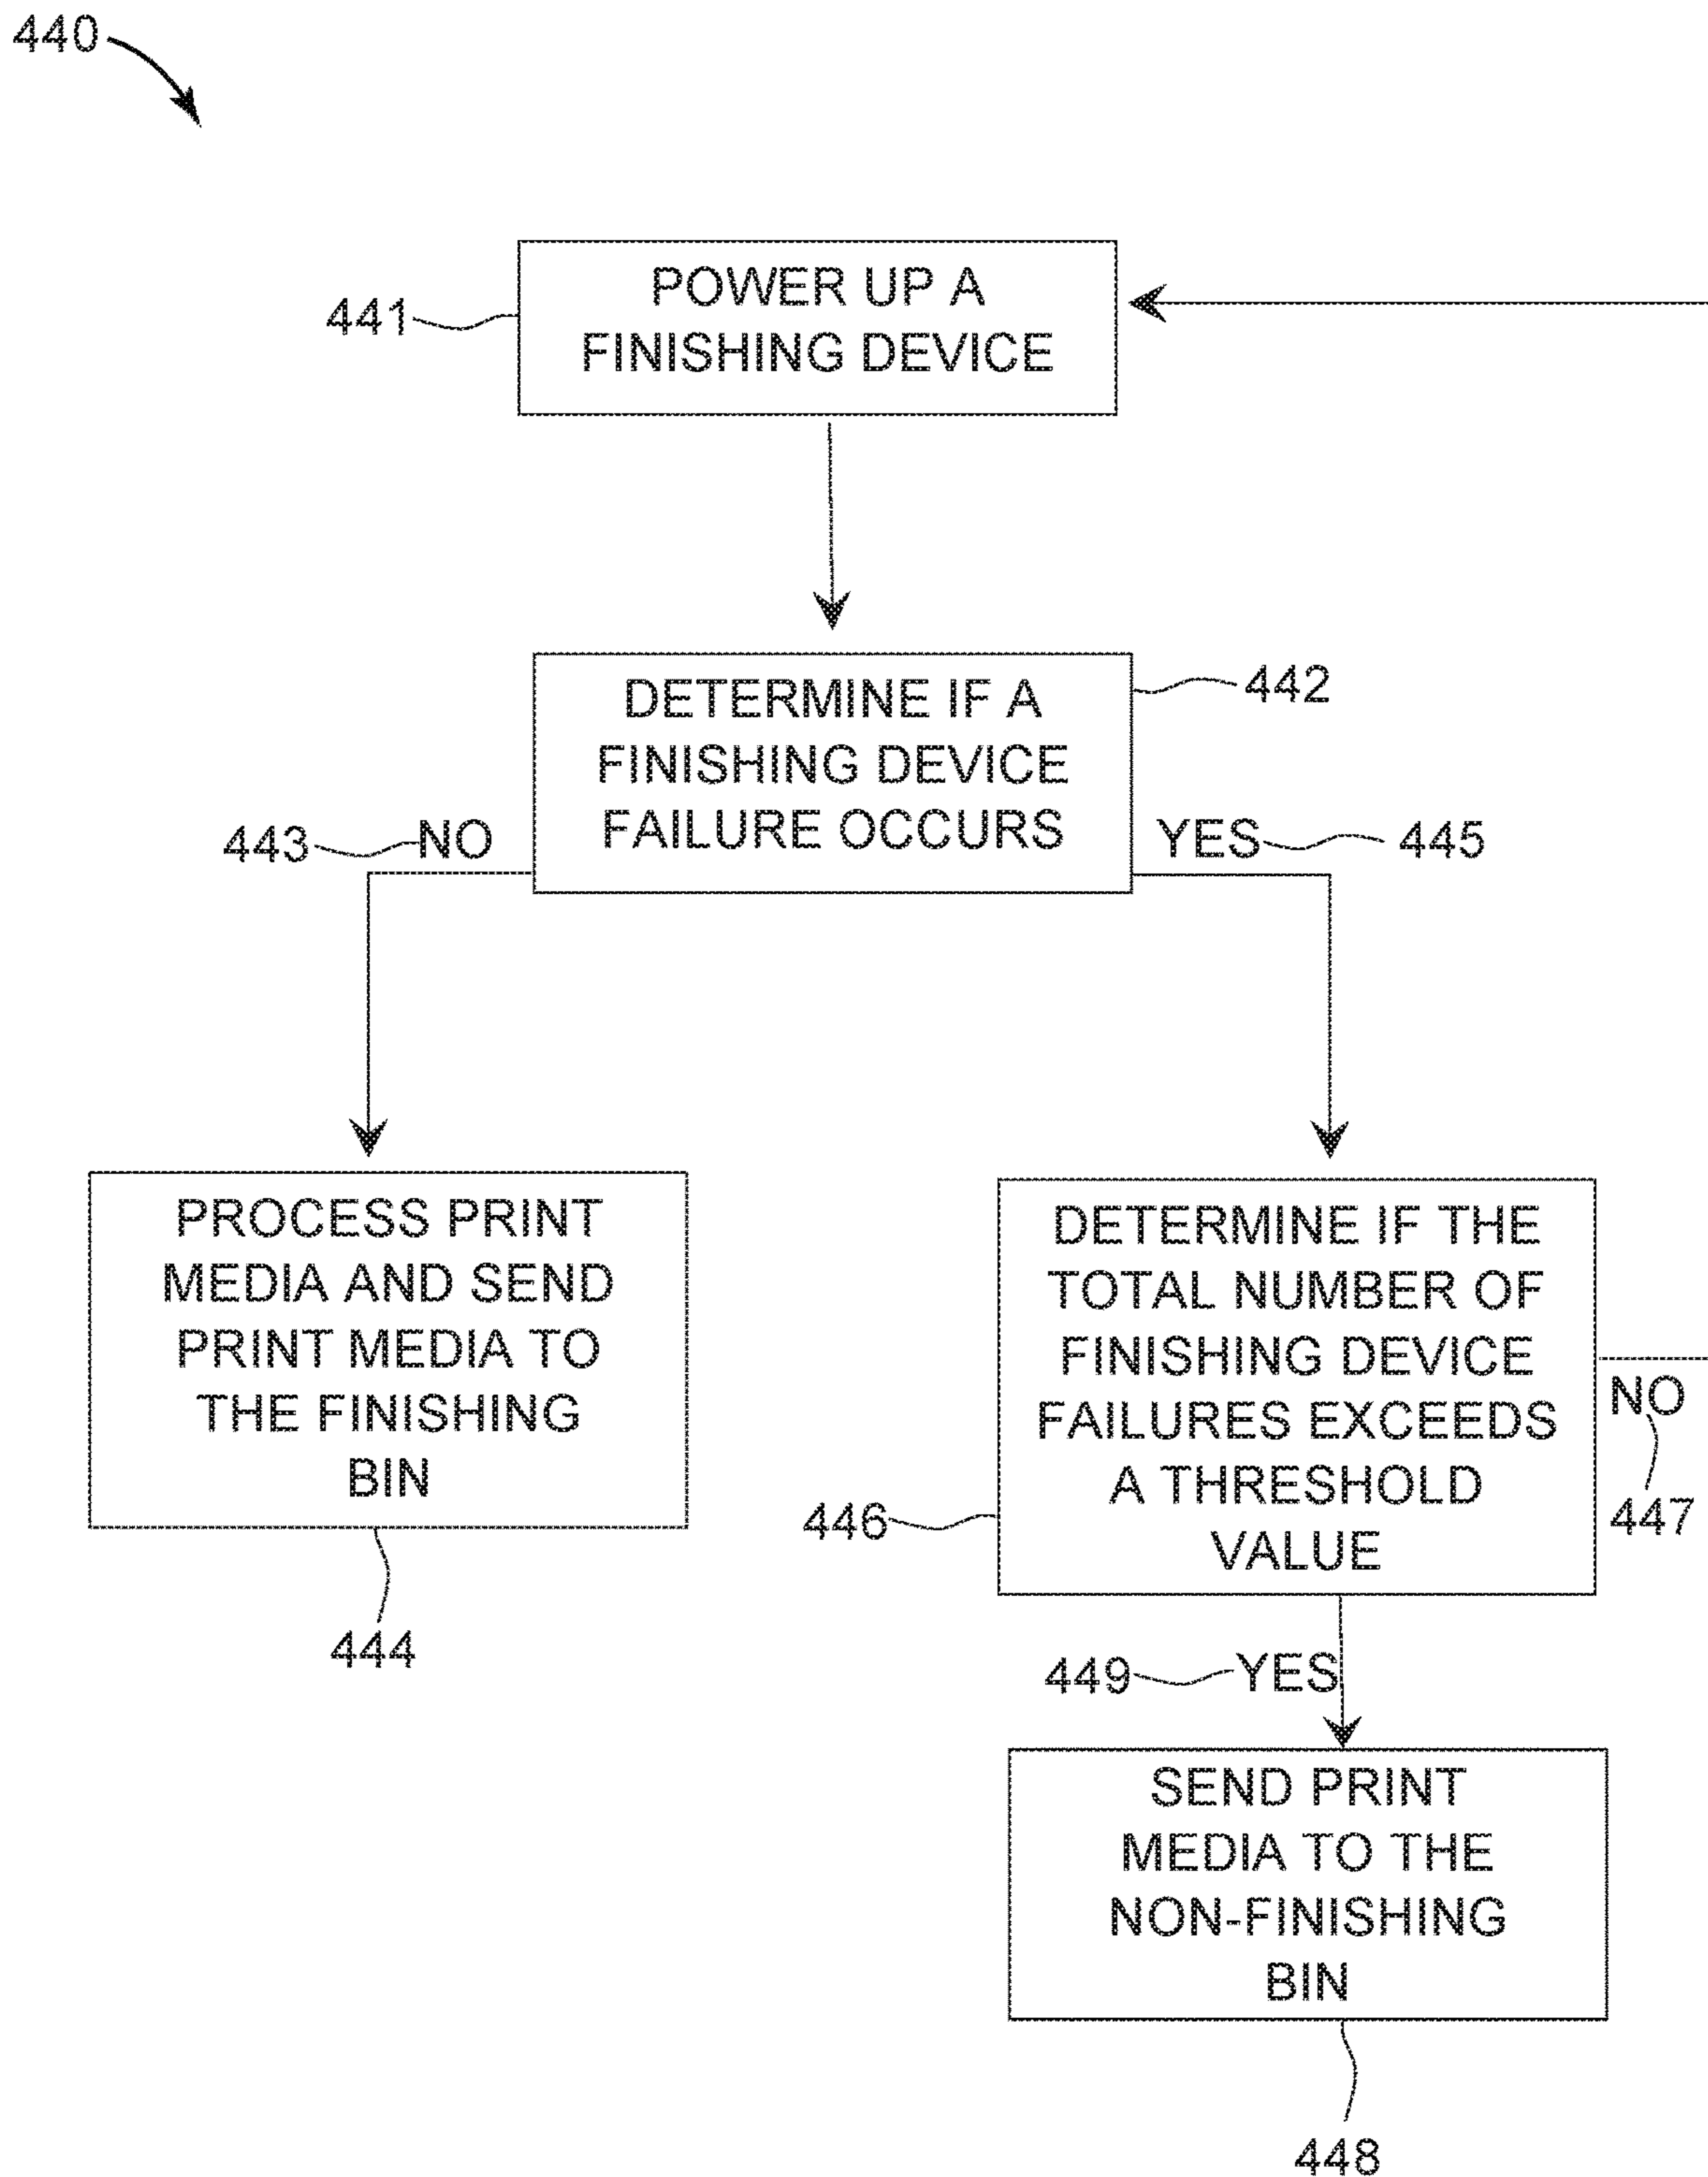 440
POWER UP A
FINISHING DEVICE
441
DETERMINE IF A
FINISHING DEVICE
FAILURE OCCURS
442
443
NO
YES
445
PROCESS PRINT
MEDIA AND SEND
PRINT MEDIA TO
THE FINISHING
BIN
444
DETERMINE IF THE
TOTAL NUMBER OF
FINISHING DEVICE
FAILURES EXCEEDS
A THRESHOLD
VALUE
446
NO
447
449
YES
SEND PRINT
MEDIA TO THE
NON-FINISHING
BIN
448